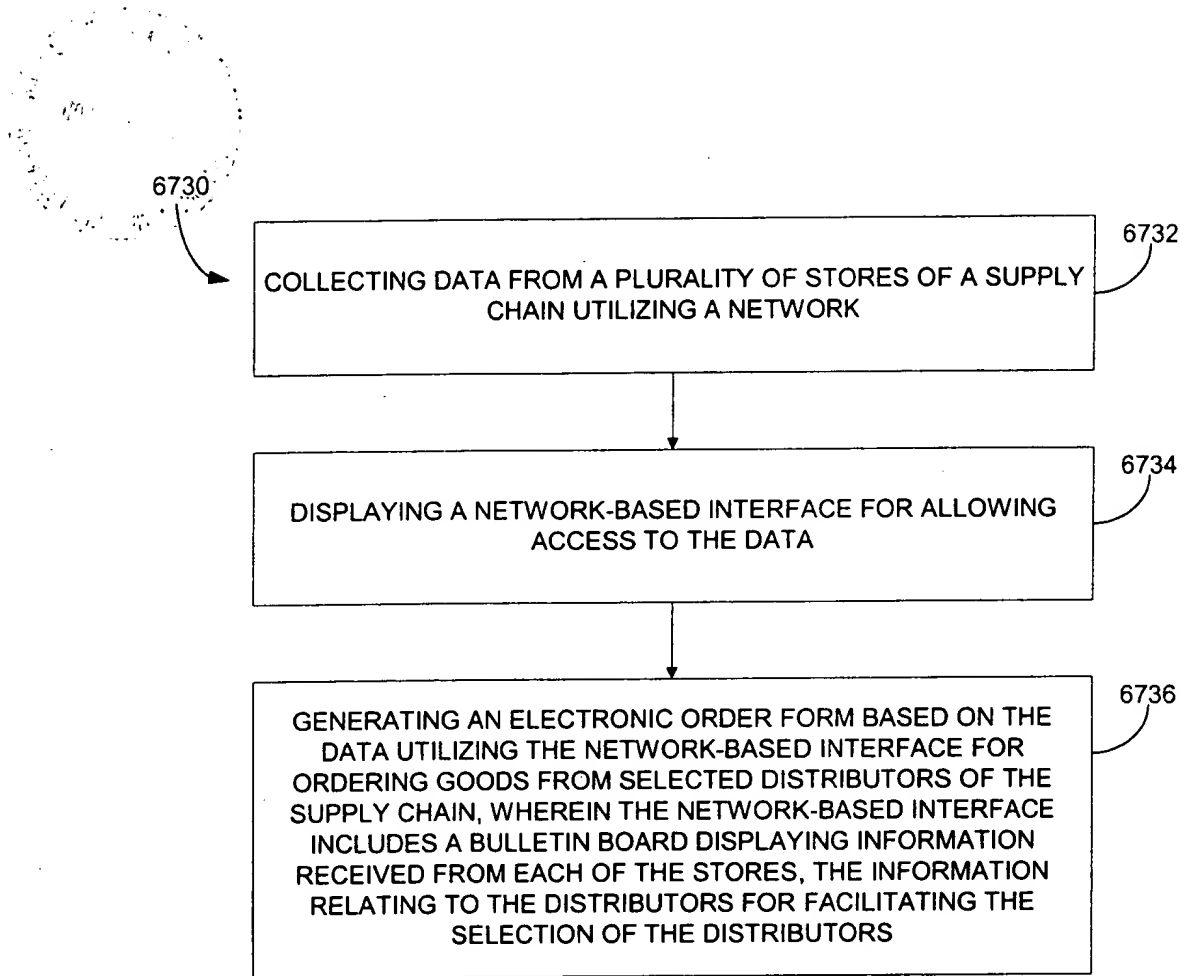 6730
6732
COLLECTING DATA FROM A PLURALITY OF STORES OF A SUPPLY
CHAIN UTILIZING A NETWORK
6734
DISPLAYING A NETWORK-BASED INTERFACE FOR ALLOWING
ACCESS TO THE DATA
6736
GENERATING AN ELECTRONIC ORDER FORM BASED ON THE
DATA UTILIZING THE NETWORK-BASED INTERFACE FOR
ORDERING GOODS FROM SELECTED DISTRIBUTORS OF THE
SUPPLY CHAIN, WHEREIN THE NETWORK-BASED INTERFACE
INCLUDES A BULLETIN BOARD DISPLAYING INFORMATION
RECEIVED FROM EACH OF THE STORES, THE INFORMATION
RELATING TO THE DISTRIBUTORS FOR FACILITATING THE
SELECTION OF THE DISTRIBUTORS